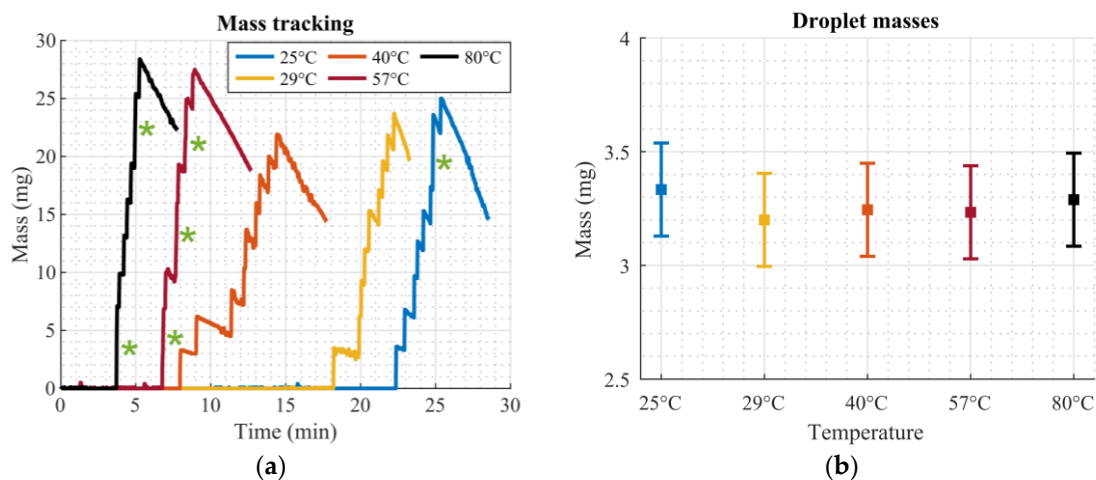 Mass tracking
30
25
20
15
10
5
0
Mass (mg)
25°C 40°C 80°C
29°C 57°C
* * * * * *
0 5 10 15 20 25 30
Time (min)
(a)
Droplet masses
4
3.5
3
2.5
Mass (mg)
25°C 29°C 40°C 57°C 80°C
Temperature
(b)